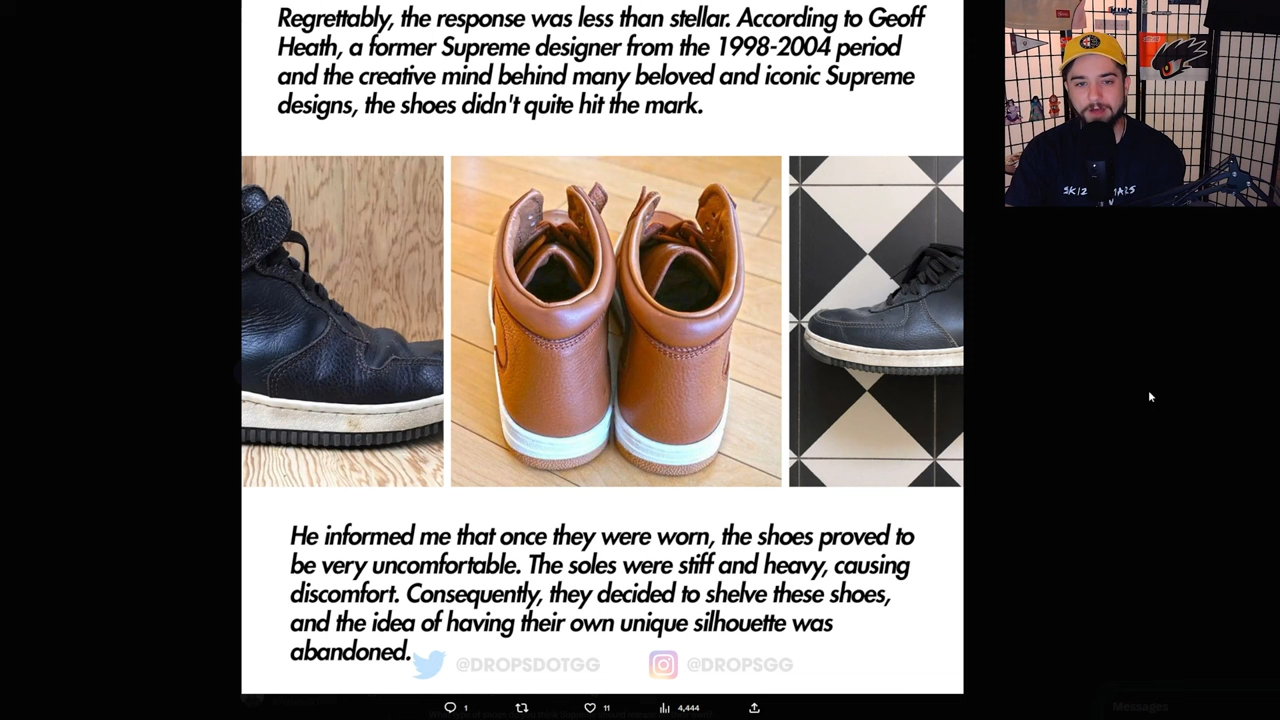 Regrettably, the response was less than stellar. According to Geoff
Heath, a former Supreme designer from the 1998-2004 period
and the creative mind behind many beloved and iconic Supreme
designs, the shoes didn't quite hit the mark.
He informed me that once they were worn, the shoes proved to
be very uncomfortable. The soles were stiff and heavy, causing
discomfort. Consequently, they decided to shelve these shoes,
and the idea of having their own unique silhouette was
abandoned.
@DROPSDOTGG @DROPSGG
1 11 4,444
Messages